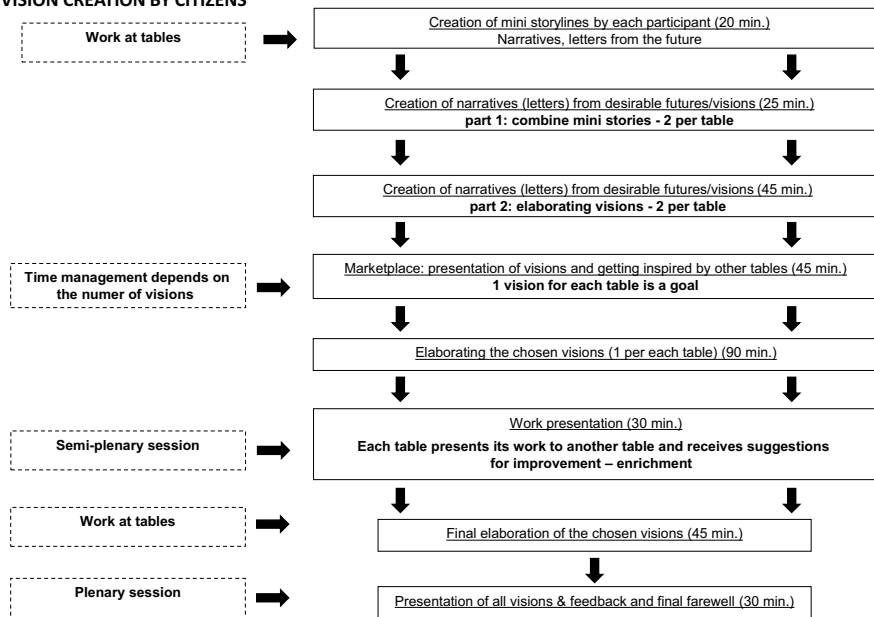 VISION CREATION BY CITIZENS
Work at tables
Creation of mini storylines by each participant (20 min.)
Narratives, letters from the future
Creation of narratives (letters) from desirable futures/visions (25 min.)
part 1: combine mini stories - 2 per table
Creation of narratives (letters) from desirable futures/visions (45 min.)
part 2: elaborating visions - 2 per table
Time management depends on
the numer of visions
Marketplace: presentation of visions and getting inspired by other tables (45 min.)
1 vision for each table is a goal
Elaborating the chosen visions (1 per each table) (90 min.)
Semi-plenary session
Work presentation (30 min.)
Each table presents its work to another table and receives suggestions
for improvement – enrichment
Work at tables
Final elaboration of the chosen visions (45 min.)
Plenary session
Presentation of all visions & feedback and final farewell (30 min.)